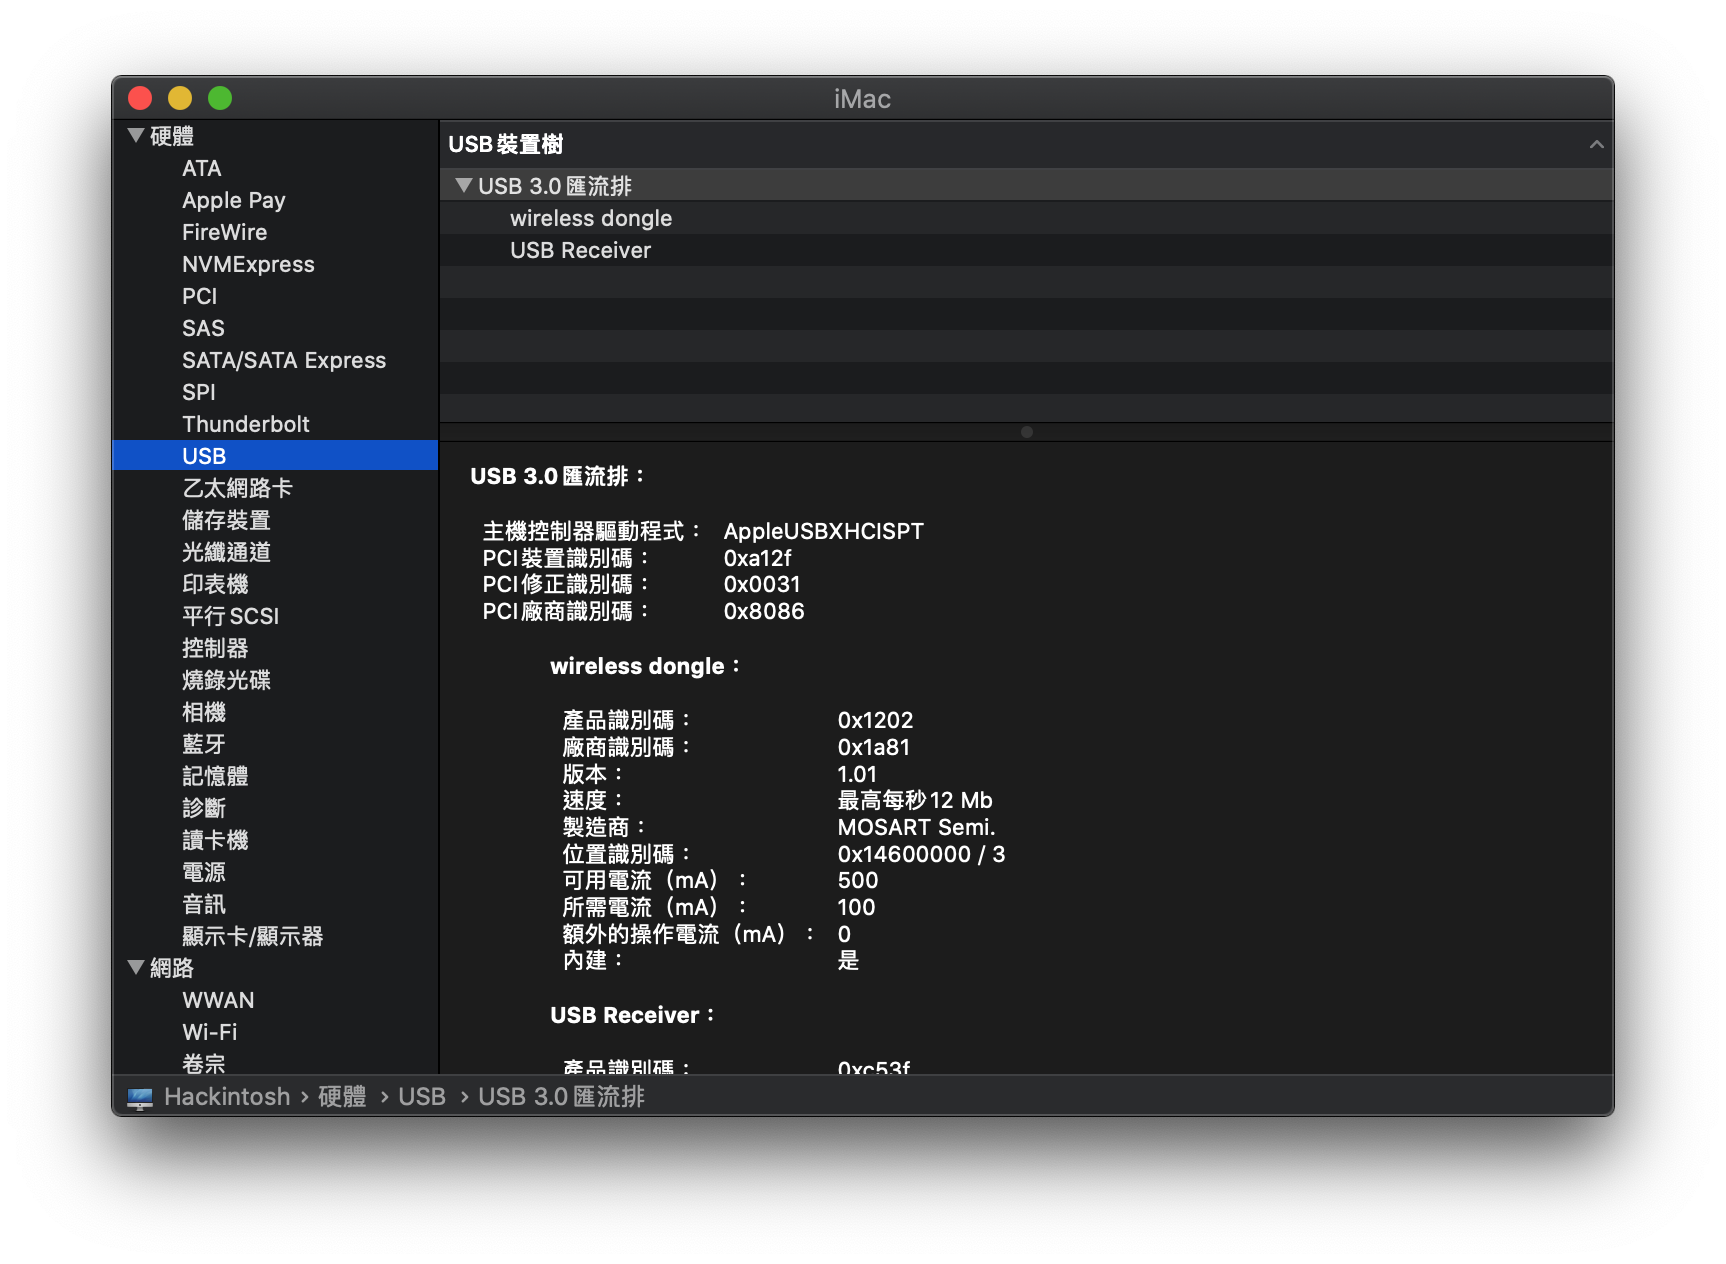 iMac
硬體
ATA
Apple Pay
FireWire
NVMExpress
PCI
SAS
SATA/SATA Express
SPI
Thunderbolt
USB
乙太網路卡
儲存裝置
光纖通道
印表機
平行 SCSI
控制器
燒錄光碟
相機
藍牙
記憶體
診斷
讀卡機
電源
音訊
顯示卡/顯示器
網路
WWAN
Wi-Fi
卷宗
USB 裝置樹
USB 3.0 匯流排
wireless dongle
USB Receiver
USB 3.0 匯流排：
主機控制器驅動程式： AppleUSBXHCISPT
PCI 裝置識別碼： 0xa12f
PCI 修正識別碼： 0x0031
PCI 廠商識別碼： 0x8086
wireless dongle：
產品識別碼： 0x1202
廠商識別碼： 0x1a81
版本： 1.01
速度： 最高每秒 12 Mb
製造商： MOSART Semi.
位置識別碼： 0x14600000 / 3
可用電流（mA）： 500
所需電流（mA）： 100
額外的操作電流（mA）： 0
內建： 是
USB Receiver：
產品識別碼： 0xc53f
Hackintosh › 硬體 › USB › USB 3.0 匯流排